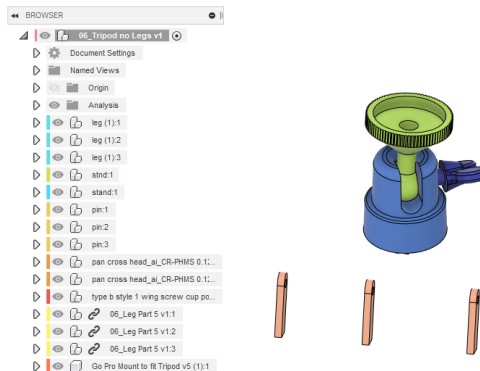 BROWSER
06_Tripod no Legs v1
Document Settings
Named Views
Origin
Analysis
leg (1):1
leg (1):2
leg (1):3
stnd:1
stand:1
pin:1
pin:2
pin:3
pan cross head_ai_CR-PHMS 0.1:...
pan cross head_ai_CR-PHMS 0.1:...
type b style 1 wing screw cup po...
06_Leg Part 5 v1:1
06_Leg Part 5 v1:2
06_Leg Part 5 v1:3
Go Pro Mount to fit Tripod v5 (1):1